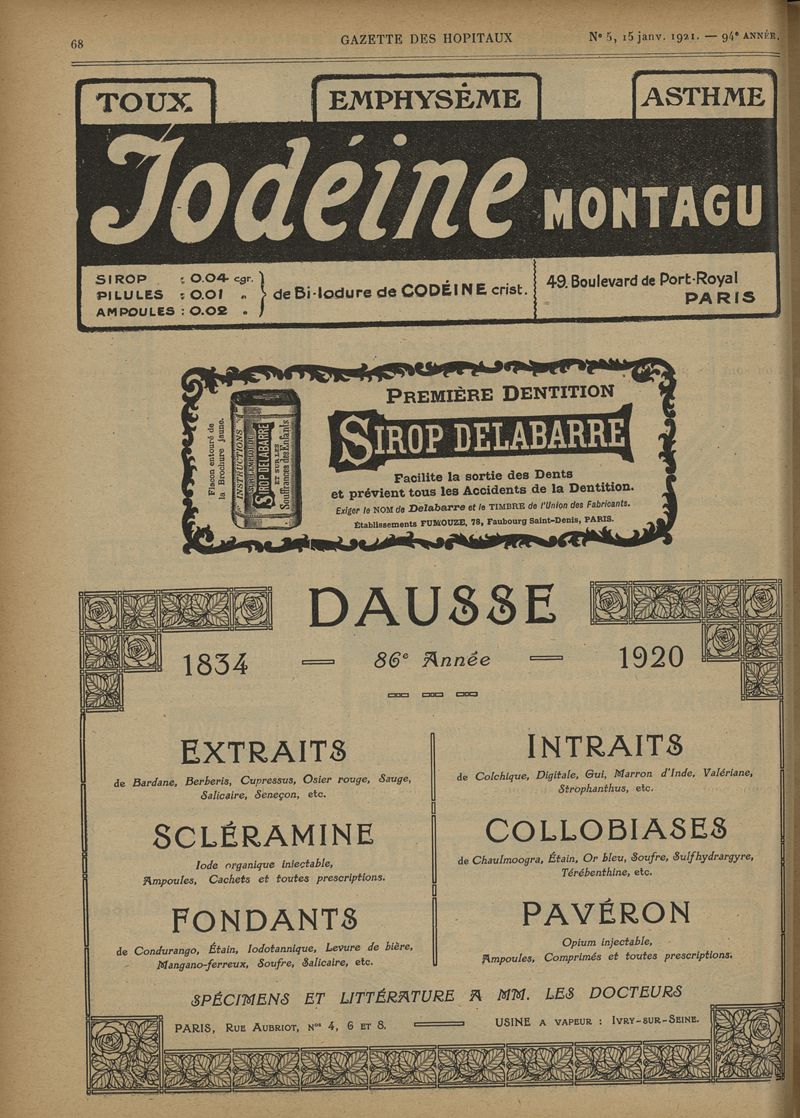 68
GAZETTE DES HOPITAUX
N° 5, 15 janv. 1921. — 94e ANNÉE.
TOUX
EMPHYSÈME
ASTHME
Iodéine MONTAGU
SIROP : 0.04 cgr.
PILULES : 0.01 „
AMPOULES : 0.02 „
de Bi-Iodure de CODÉINE crist.
49, Boulevard de Port-Royal
PARIS
PREMIÈRE DENTITION
SIROP DELABARRE
Facilite la sortie des Dents
et prévient tous les Accidents de la Dentition.
Exiger le NOM de Delabarre et le TIMBRE de l'Union des Fabricants.
Établissements FUMOUZE, 78, Faubourg Saint-Denis, PARIS.
Flacon entouré de
la Brochure jaune.
INSTRUCTIONS
SIROP DELABARRE
ET SUR LES
Souffrances des Enfants
DAUSSE
1834 — 86e Année — 1920
EXTRAITS
de Bardane, Berberis, Cupressus, Osier rouge, Sauge,
Salicaire, Seneçon, etc.
SCLÉRAMINE
Iode organique injectable,
Ampoules, Cachets et toutes prescriptions.
FONDANTS
de Condurango, Étain, Iodotannique, Levure de bière,
Mangano-ferreux, Soufre, Salicaire, etc.
INTRAITS
de Colchique, Digitale, Gui, Marron d'Inde, Valériane,
Strophanthus, etc.
COLLOBIASES
de Chaulmoogra, Étain, Or bleu, Soufre, Sulfhydrargyre,
Térébenthine, etc.
PAVÉRON
Opium injectable,
Ampoules, Comprimés et toutes prescriptions.
SPÉCIMENS ET LITTÉRATURE A MM. LES DOCTEURS
PARIS, RUE AUBRIOT, Nos 4, 6 ET 8.
USINE A VAPEUR : IVRY-SUR-SEINE.